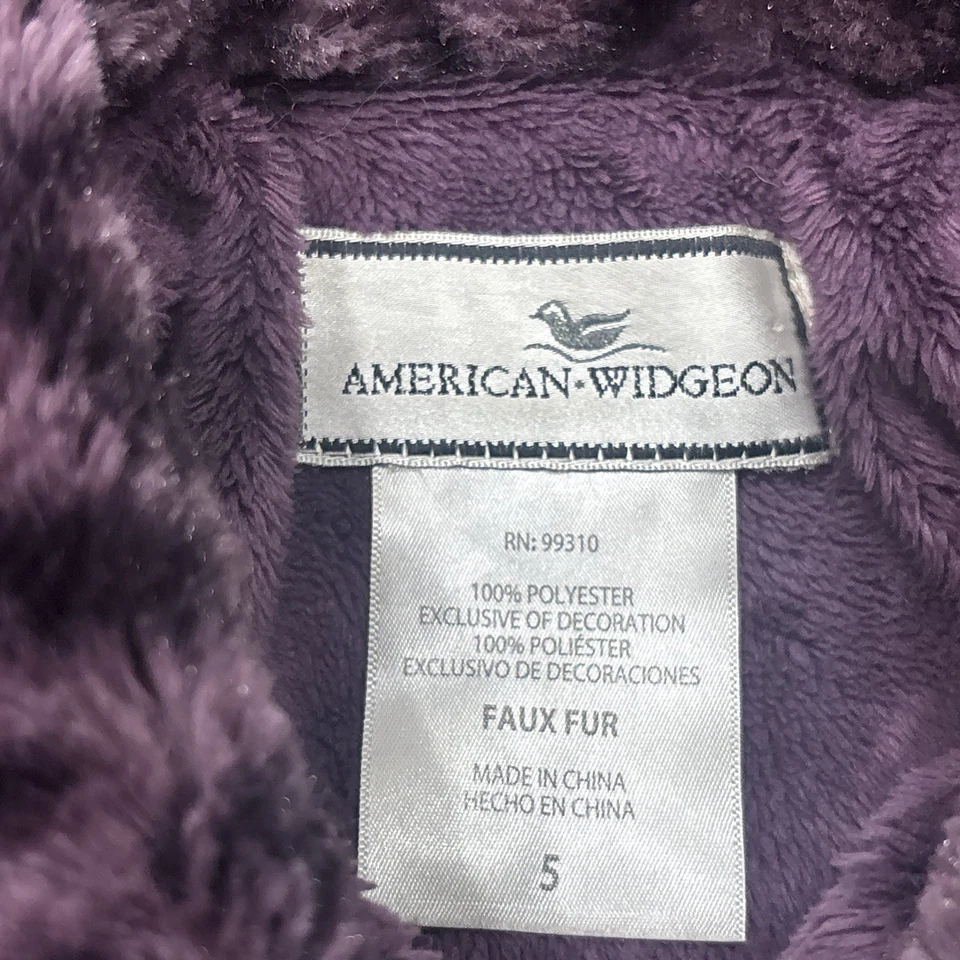 AMERICAN·WIDGEON
RN: 99310
100% POLYESTER
EXCLUSIVE OF DECORATION
100% POLIÉSTER
EXCLUSIVO DE DECORACIONES
FAUX FUR
MADE IN CHINA
HECHO EN CHINA
5